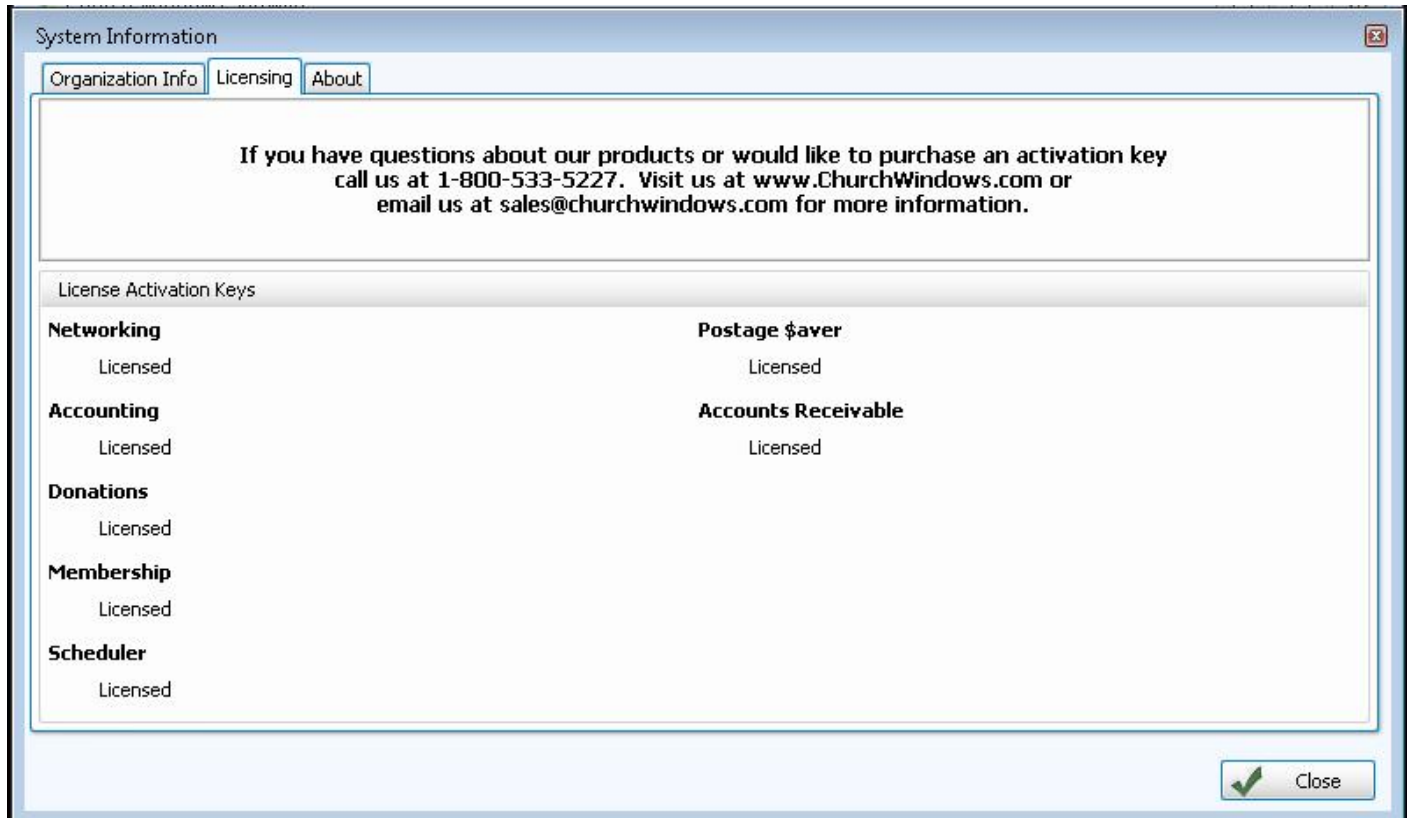 System Information
Organization Info
Licensing
About
If you have questions about our products or would like to purchase an activation key
call us at 1-800-533-5227.  Visit us at www.ChurchWindows.com or
email us at sales@churchwindows.com for more information.
License Activation Keys
Networking
Licensed
Accounting
Licensed
Donations
Licensed
Membership
Licensed
Scheduler
Licensed
Postage $aver
Licensed
Accounts Receivable
Licensed
Close